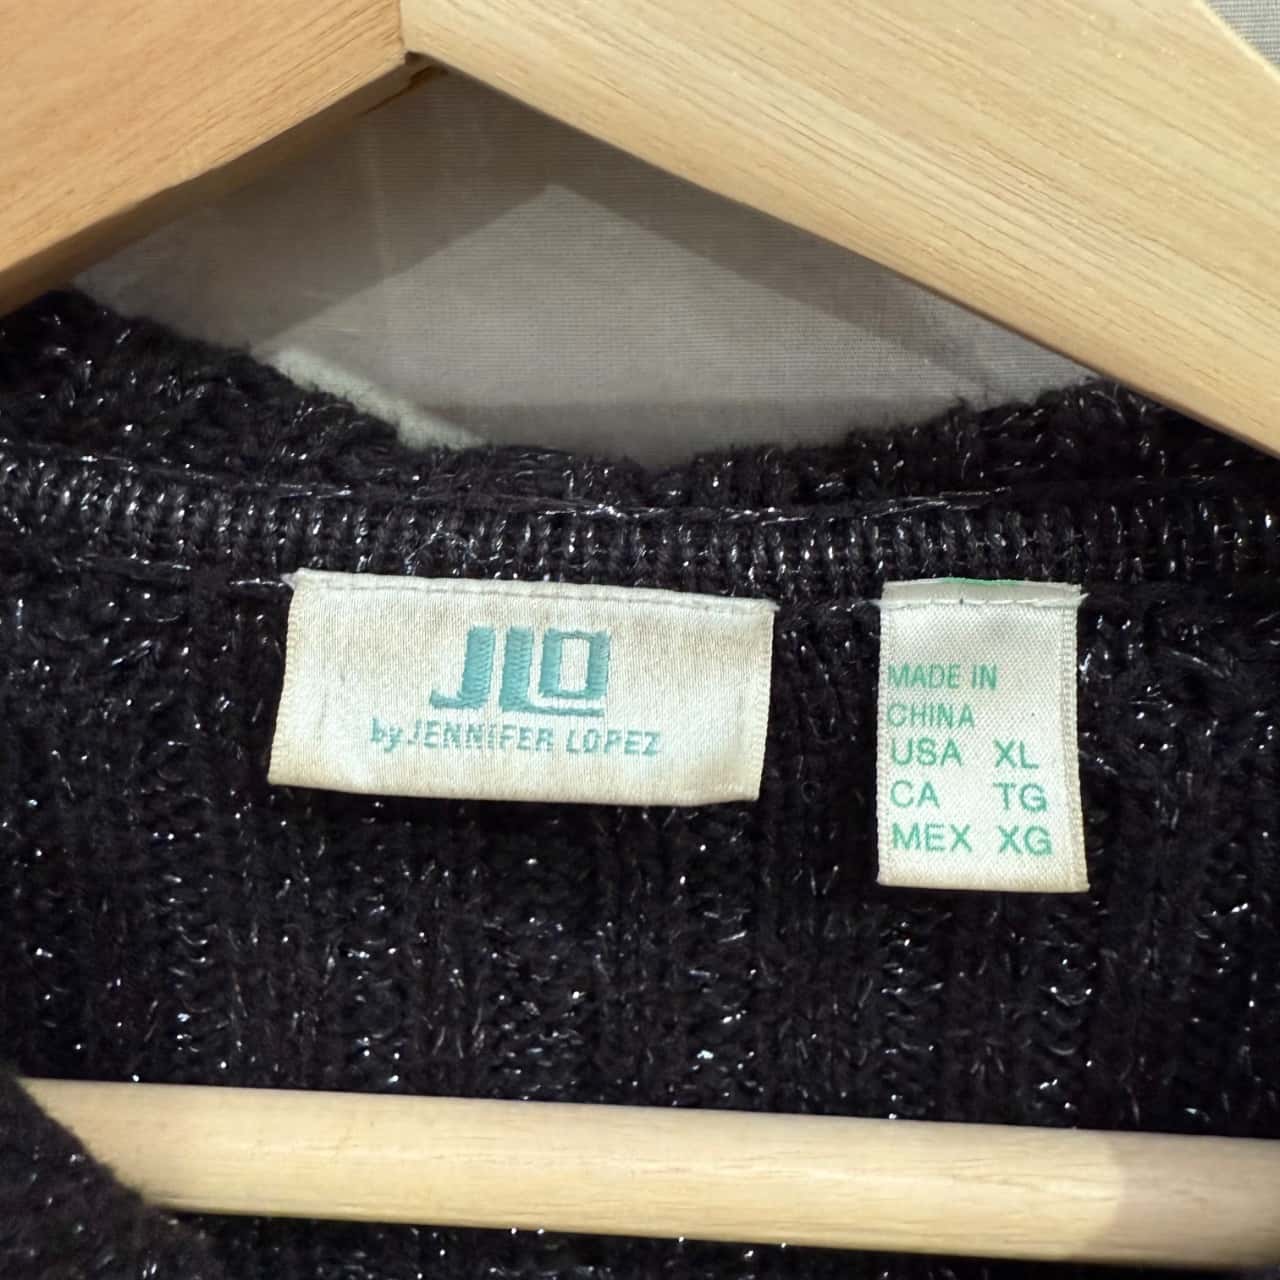 JLO
by JENNIFER LOPEZ
MADE IN
CHINA
USA XL
CA TG
MEX XG